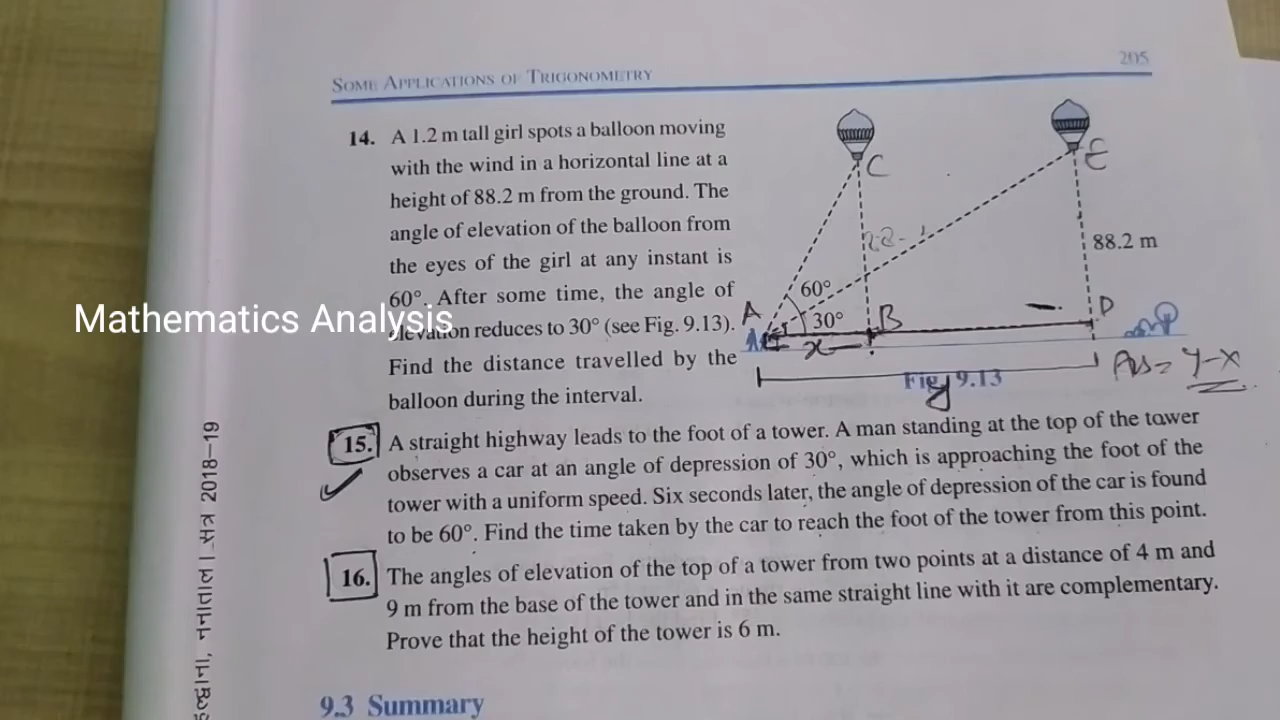 SOME APPLICATIONS OF TRIGONOMETRY
205
14. A 1.2 m tall girl spots a balloon moving
with the wind in a horizontal line at a
height of 88.2 m from the ground. The
angle of elevation of the balloon from
the eyes of the girl at any instant is
60°. After some time, the angle of
elevation reduces to 30° (see Fig. 9.13).
Find the distance travelled by the
balloon during the interval.
Mathematics Analysis
C
E
88.2 m
60°
30°
A
B
D
x
y
Fig 9.13
Ans = y-x
15. A straight highway leads to the foot of a tower. A man standing at the top of the tower
observes a car at an angle of depression of 30°, which is approaching the foot of the
tower with a uniform speed. Six seconds later, the angle of depression of the car is found
to be 60°. Find the time taken by the car to reach the foot of the tower from this point.
16. The angles of elevation of the top of a tower from two points at a distance of 4 m and
9 m from the base of the tower and in the same straight line with it are complementary.
Prove that the height of the tower is 6 m.
9.3 Summary
2018–19